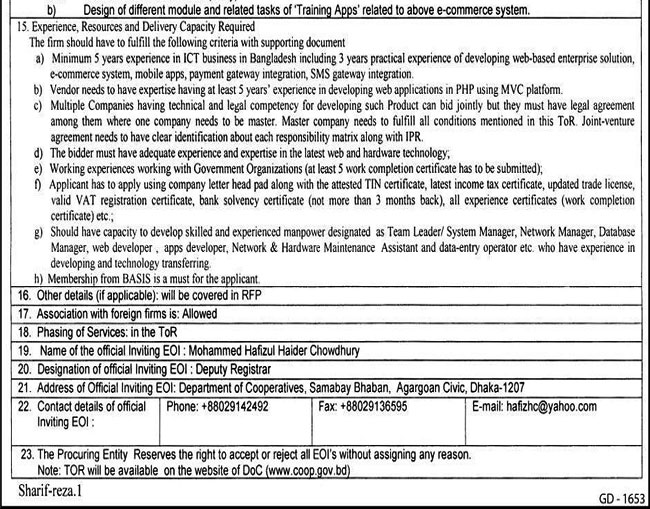 b) Design of different module and related tasks of 'Training Apps' related to above e-commerce system.
15. Experience, Resources and Delivery Capacity Required
The firm should have to fulfill the following criteria with supporting document
a) Minimum 5 years experience in ICT business in Bangladesh including 3 years practical experience of developing web-based enterprise solution,
e-commerce system, mobile apps, payment gateway integration, SMS gateway integration.
b) Vendor needs to have expertise having at least 5 years' experience in developing web applications in PHP using MVC platform.
c) Multiple Companies having technical and legal competency for developing such Product can bid jointly but they must have legal agreement
among them where one company needs to be master. Master company needs to fulfill all conditions mentioned in this ToR. Joint-venture
agreement needs to have clear identification about each responsibility matrix along with IPR.
d) The bidder must have adequate experience and expertise in the latest web and hardware technology;
e) Working experiences working with Government Organizations (at least 5 work completion certificate has to be submitted);
f) Applicant has to apply using company letter head pad along with the attested TIN certificate, latest income tax certificate, updated trade license,
valid VAT registration certificate, bank solvency certificate (not more than 3 months back), all experience certificates (work completion
certificate) etc.;
g) Should have capacity to develop skilled and experienced manpower designated as Team Leader/ System Manager, Network Manager, Database
Manager, web developer , apps developer, Network & Hardware Maintenance Assistant and data-entry operator etc. who have experience in
developing and technology transferring.
h) Membership from BASIS is a must for the applicant.
16. Other details (if applicable): will be covered in RFP
17. Association with foreign firms is: Allowed
18. Phasing of Services: in the ToR
19. Name of the official Inviting EOI : Mohammed Hafizul Haider Chowdhury
20. Designation of official Inviting EOI : Deputy Registrar
21. Address of Official Inviting EOI: Department of Cooperatives, Samabay Bhaban, Agargoan Civic, Dhaka-1207
22. Contact details of official Phone: +88029142492 Fax: +88029136595 E-mail: hafizhc@yahoo.com
Inviting EOI :
23. The Procuring Entity Reserves the right to accept or reject all EOI's without assigning any reason.
Note: TOR will be available on the website of DoC (www.coop.gov.bd)
Sharif-reza.1
GD - 1653